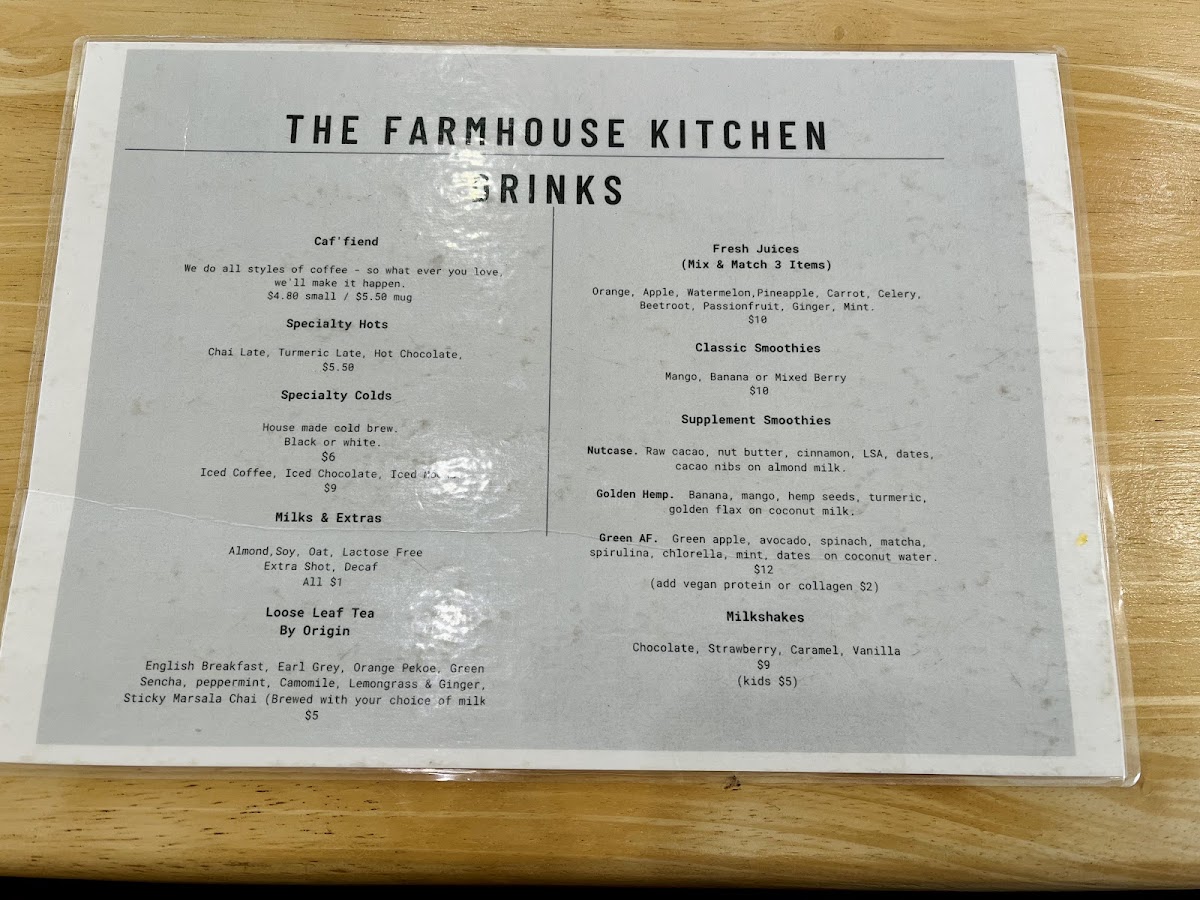 THE FARMHOUSE KITCHEN
DRINKS
Caf'fiend
We do all styles of coffee - so what ever you love,
we'll make it happen.
$4.80 small / $5.50 mug
Specialty Hots
Chai Late, Turmeric Late, Hot Chocolate,
$5.50
Specialty Colds
House made cold brew.
Black or white.
$6
Iced Coffee, Iced Chocolate, Iced
$9
Milks & Extras
Almond,Soy, Oat, Lactose Free
Extra Shot, Decaf
All $1
Loose Leaf Tea
By Origin
English Breakfast, Earl Grey, Orange Pekoe, Green
Sencha, peppermint, Camomile, Lemongrass & Ginger,
Sticky Marsala Chai (Brewed with your choice of milk
$5
Fresh Juices
(Mix & Match 3 Items)
Orange, Apple, Watermelon,Pineapple, Carrot, Celery,
Beetroot, Passionfruit, Ginger, Mint.
$10
Classic Smoothies
Mango, Banana or Mixed Berry
$10
Supplement Smoothies
Nutcase. Raw cacao, nut butter, cinnamon, LSA, dates,
cacao nibs on almond milk.
Golden Hemp. Banana, mango, hemp seeds, turmeric,
golden flax on coconut milk.
Green AF. Green apple, avocado, spinach, matcha,
spirulina, chlorella, mint, dates on coconut water.
$12
(add vegan protein or collagen $2)
Milkshakes
Chocolate, Strawberry, Caramel, Vanilla
$9
(kids $5)